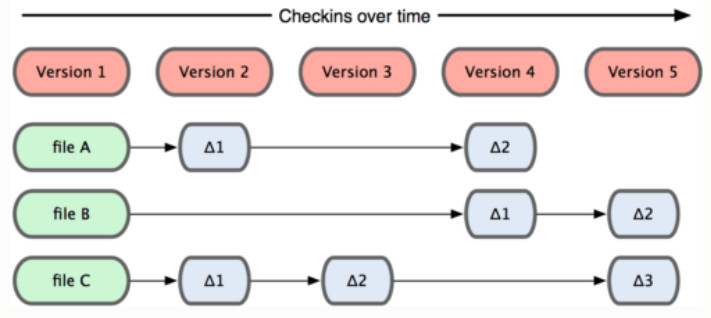 Checkins over time
Version 1 Version 2 Version 3 Version 4 Version 5
file A Δ1 Δ2
file B Δ1 Δ2
file C Δ1 Δ2 Δ3